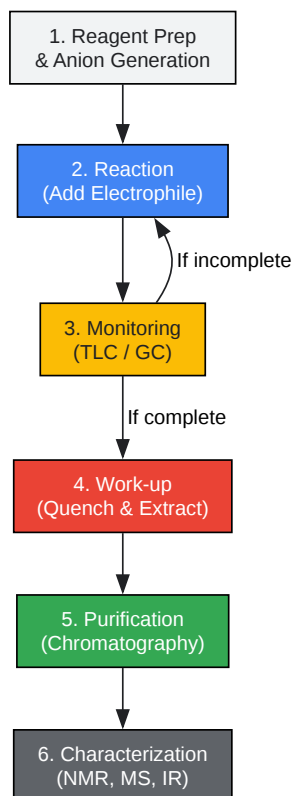 1. Reagent Prep
& Anion Generation
2. Reaction
(Add Electrophile)
If incomplete
3. Monitoring
(TLC / GC)
If complete
4. Work-up
(Quench & Extract)
5. Purification
(Chromatography)
6. Characterization
(NMR, MS, IR)